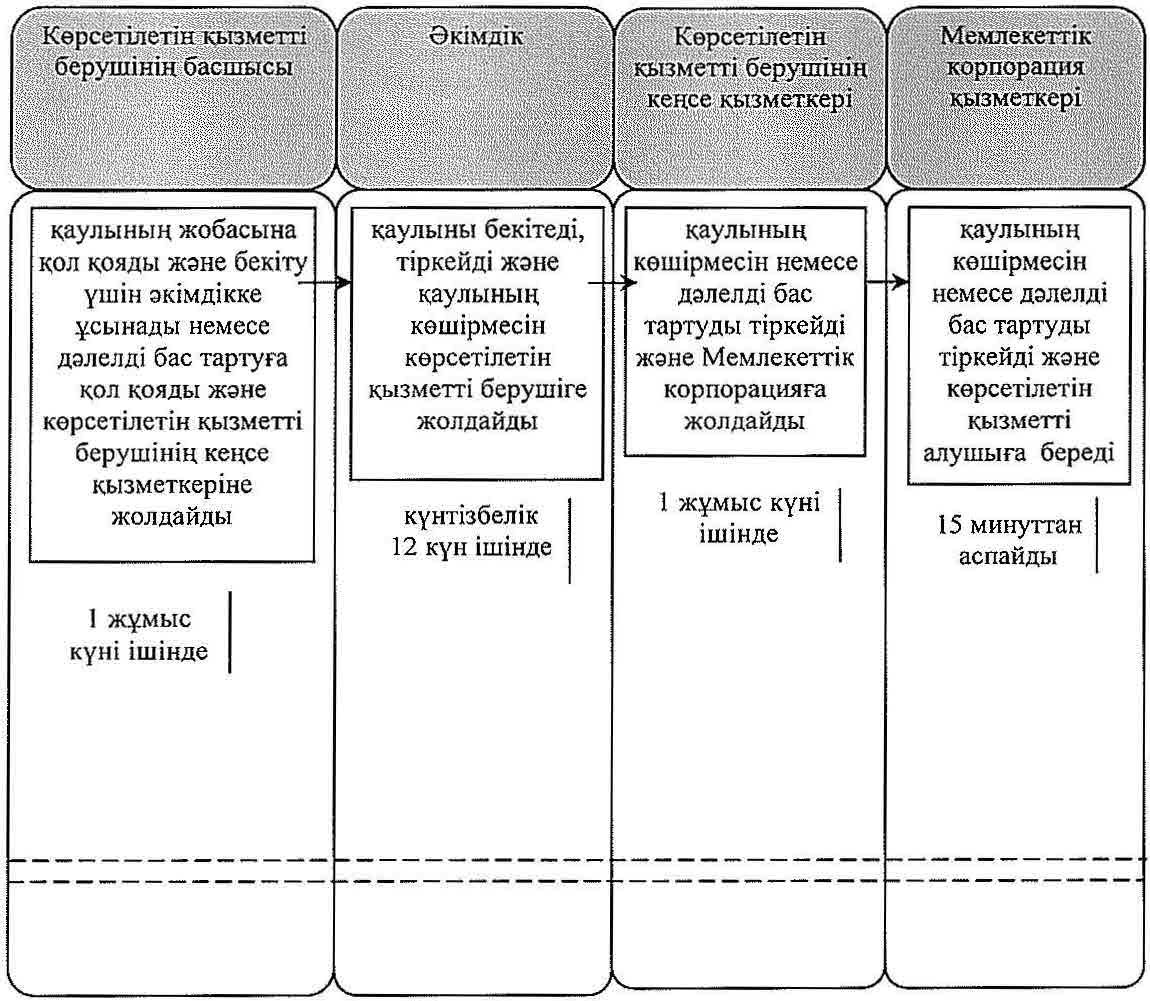 Көрсетілетін қызметті
берушінің басшысы
Әкімдік
Көрсетілетін
қызметті берушінің
кеңсе қызметкері
Мемлекеттік
корпорация
қызметкері
қаулының жобасына
қол қояды және бекіту
үшін әкімдікке
ұсынады немесе
дәлелді бас тартуға
қол қояды және
көрсетілетін қызметті
берушінің кеңсе
қызметкеріне
жолдайды
1 жұмыс
күні ішінде
қаулыны бекітеді,
тіркейді және
қаулының
көшірмесін
көрсетілетін
қызметті берушіге
жолдайды
күнтізбелік
12 күн ішінде
қаулының
көшірмесін немесе
дәлелді бас
тартуды тіркейді
және Мемлекеттік
корпорацияға
жолдайды
1 жұмыс күні
ішінде
қаулының
көшірмесін
немесе дәлелді
бас тартуды
тіркейді және
көрсетілетін
қызметті
алушыға береді
15 минуттан
аспайды